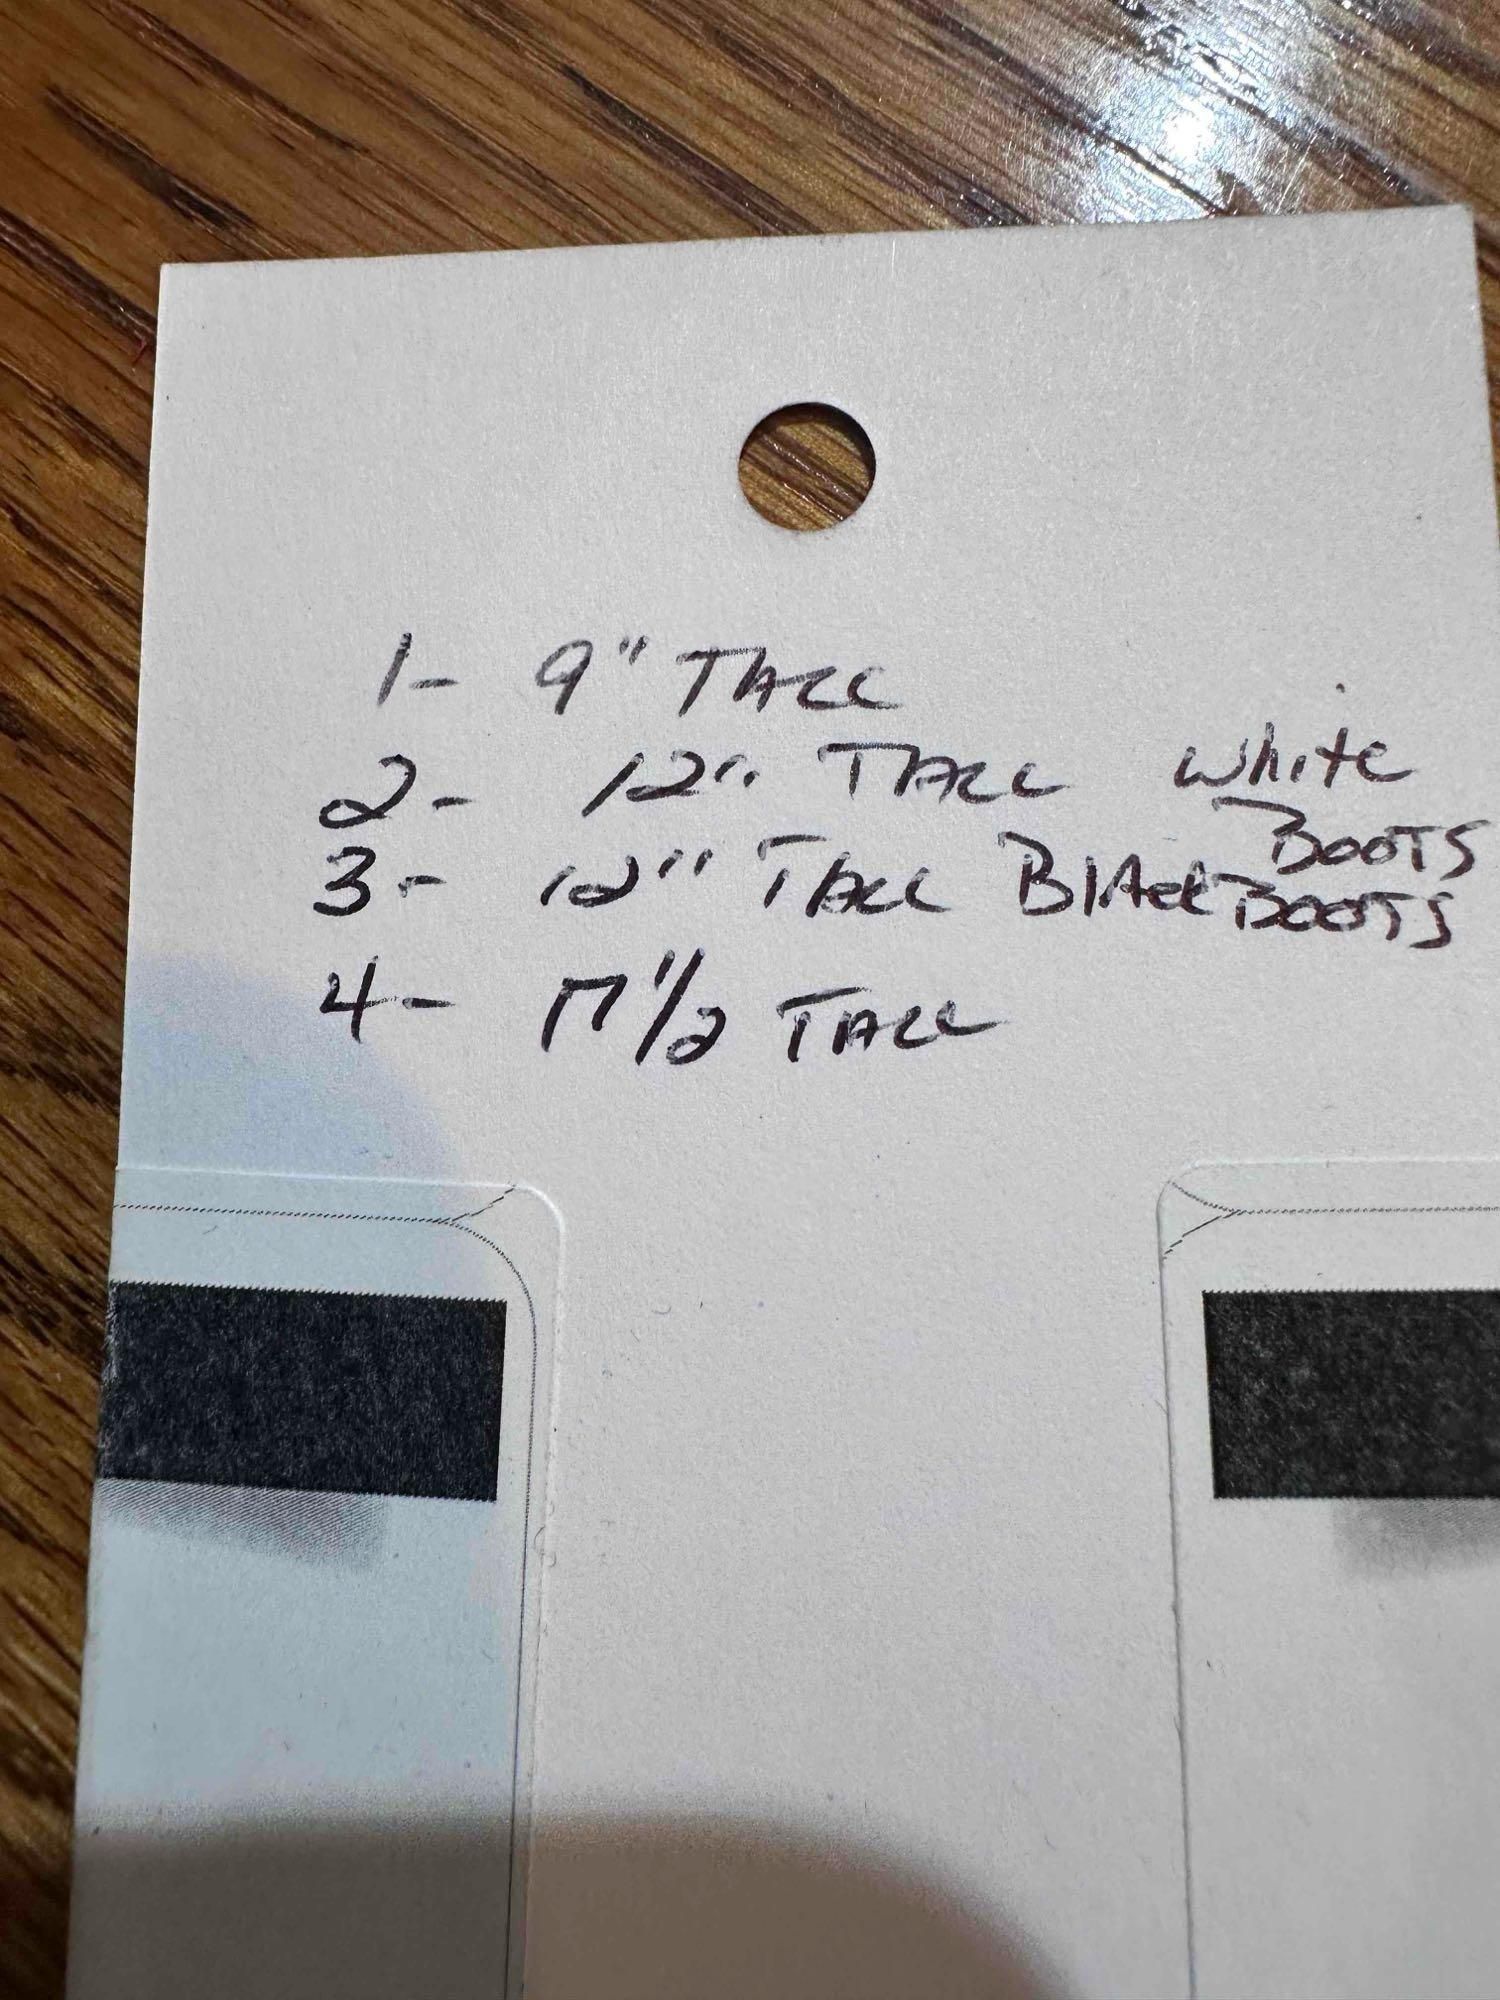 1- 9" TALL
2- 12" TALL White BOOTS
3- 12" TALL BlAck BOOTS
4- 17 1/2 TALL